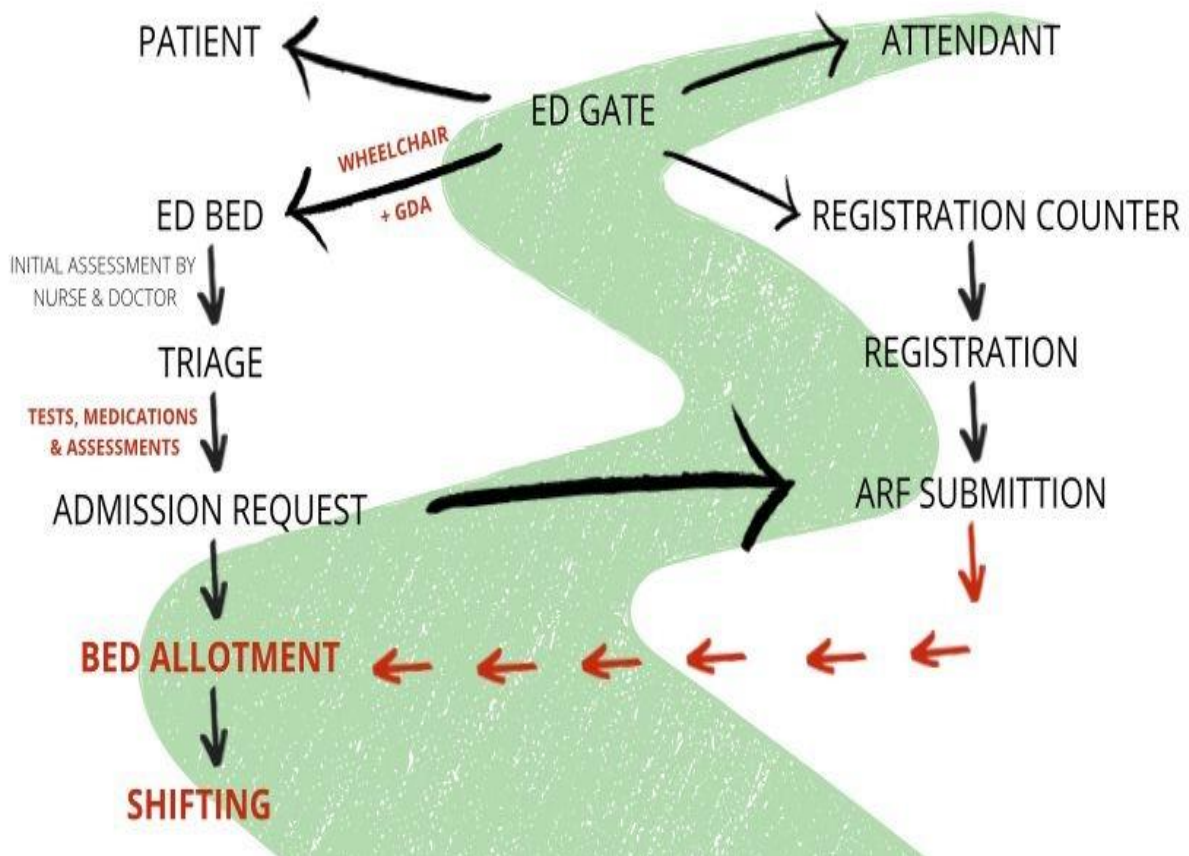 PATIENT
ATTENDANT
ED GATE
WHEELCHAIR
+ GDA
ED BED
REGISTRATION COUNTER
INITIAL ASSESSMENT BY
NURSE & DOCTOR
TRIAGE
REGISTRATION
TESTS, MEDICATIONS
& ASSESSMENTS
ADMISSION REQUEST
ARF SUBMITTION
BED ALLOTMENT
SHIFTING